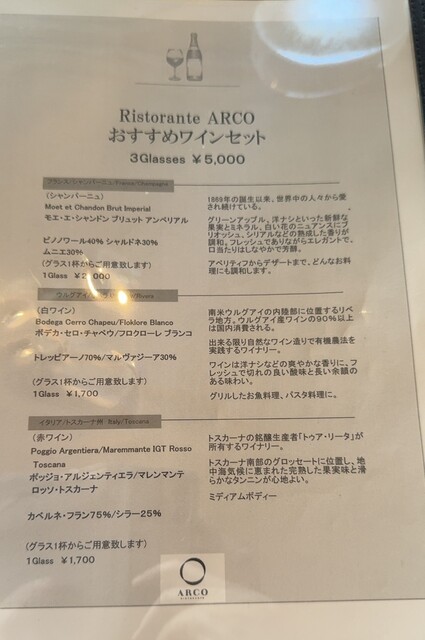 Ristorante ARCO
おすすめワインセット
3Glasses ￥5,000
フランス/シャンパーニュ France/Champagne
(シャンパーニュ)
Moet et Chandon Brut Imperial
モエ・エ・シャンドン ブリュット アンペリアル
ピノノワール40% シャルドネ30%
ムニエ30%
(グラス1杯からご用意致します)
1Glass
1869年の誕生以来、世界中の人々から愛
され続けている。
グリーンアップル、洋ナシといった新鮮な
果実とミネラル、白い花のニュアンスにブ
リオッシュ、シリアルなどの熟成した香りが
調和。フレッシュでありながらエレガントで、口
当たりはしなやかで芳醇。
アペリティフからデザートまで、どんなお料
理にも調和します。
(白ワイン)
Bodega Cerro Chapeu/Floklore Blanco
ボデカ・セロ・チャペウ/フロクローレ ブランコ
トレッビアーノ70%/マルヴァジーア30%
(グラス1杯からご用意致します)
1Glass ￥1,700
南米ウルグアイの内陸部に位置するリベ
ラ地方。ウルグアイ産ワインの90%以上
は国内消費される。
出来る限り自然なワイン造りで有機農法を
実践するワイナリー。
ワインは洋ナシなどの爽やかな香りに、フ
レッシュで切れの良い酸味と長い余韻の
ある味わい。
グリルしたお魚料理、パスタ料理に。
イタリア/トスカーナ州 Italy/Toscana
(赤ワイン)
Poggio Argentiera/Maremmante IGT Rosso
Toscana
ポッジョ・アルジェンティエラ/マレンマンテ
ロッソ・トスカーナ
カベルネ・フラン75%/シラー25%
(グラス1杯からご用意致します)
1Glass ￥1,700
トスカーナの銘醸生産者「トゥア・リータ」が
所有するワイナリー。
トスカーナ南部のグロッセートに位置し、地
中海気候に恵まれた完熟した果実味と滑
らかなタンニンが心地よい。
ミディアムボディー
ARCO
RISTORANTE